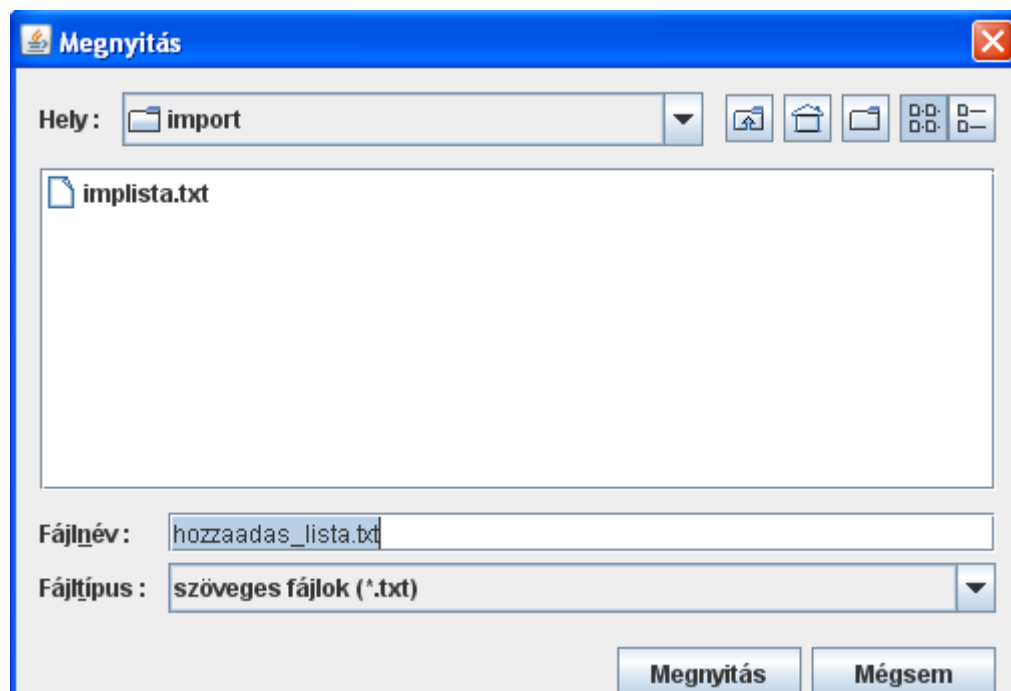 Megnyitás
Hely: import
implista.txt
Fájlnév: hozzaadas_lista.txt
Fájltípus: szöveges fájlok (*.txt)
Megnyitás Mégsem